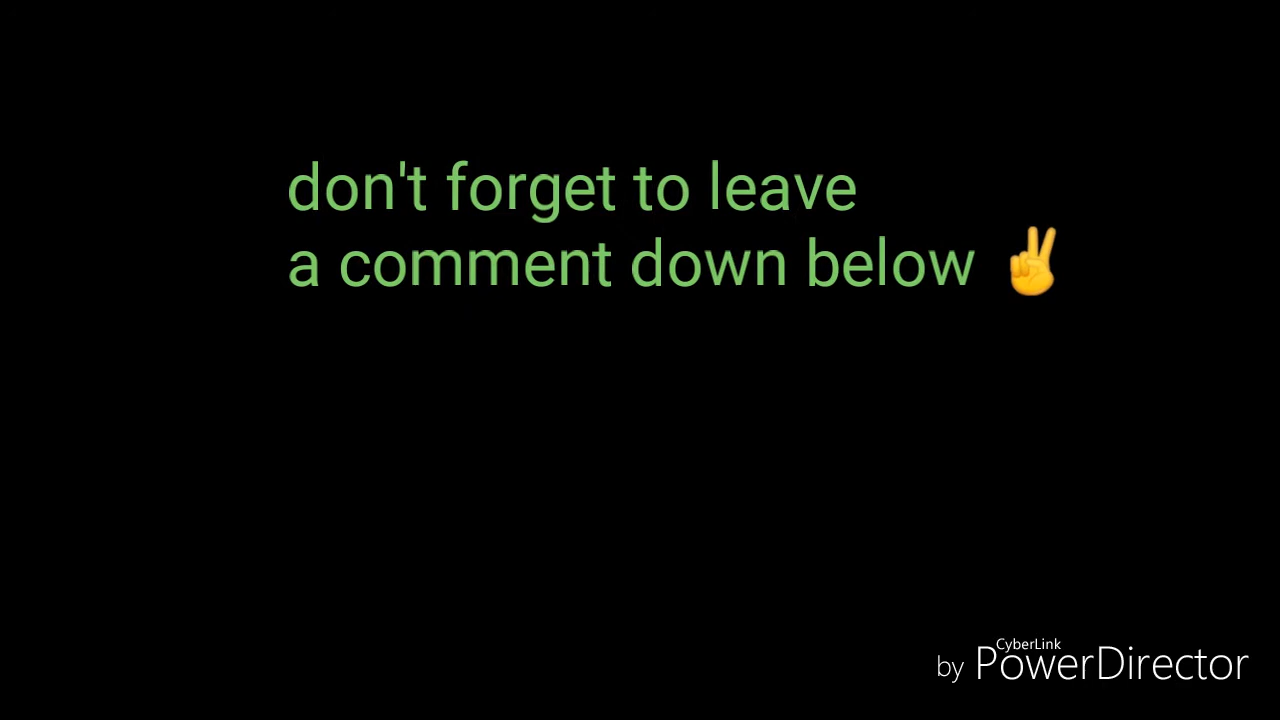 don't forget to leave
a comment down below ✌
CyberLink
by PowerDirector